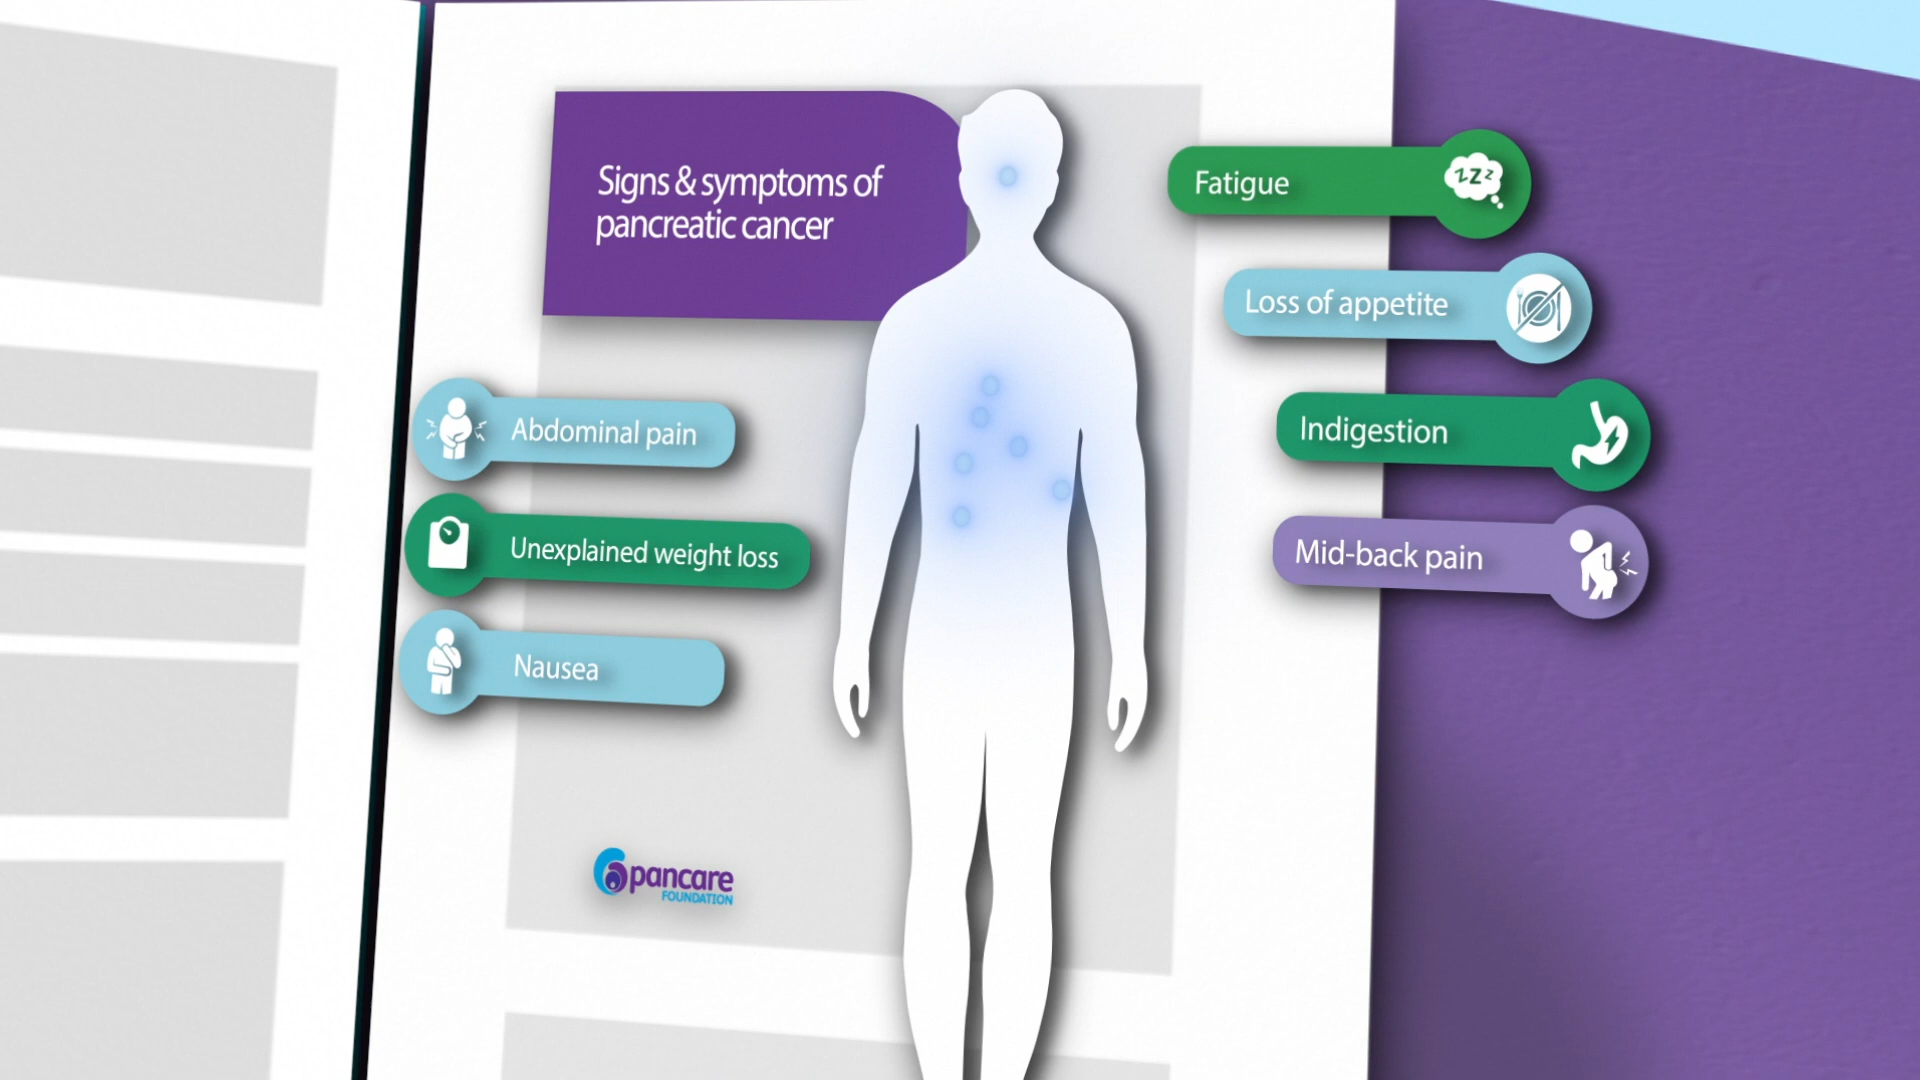 Signs & symptoms of
pancreatic cancer
Abdominal pain
Unexplained weight loss
Nausea
Fatigue
zzz
Loss of appetite
Indigestion
Mid-back pain
pancare
FOUNDATION